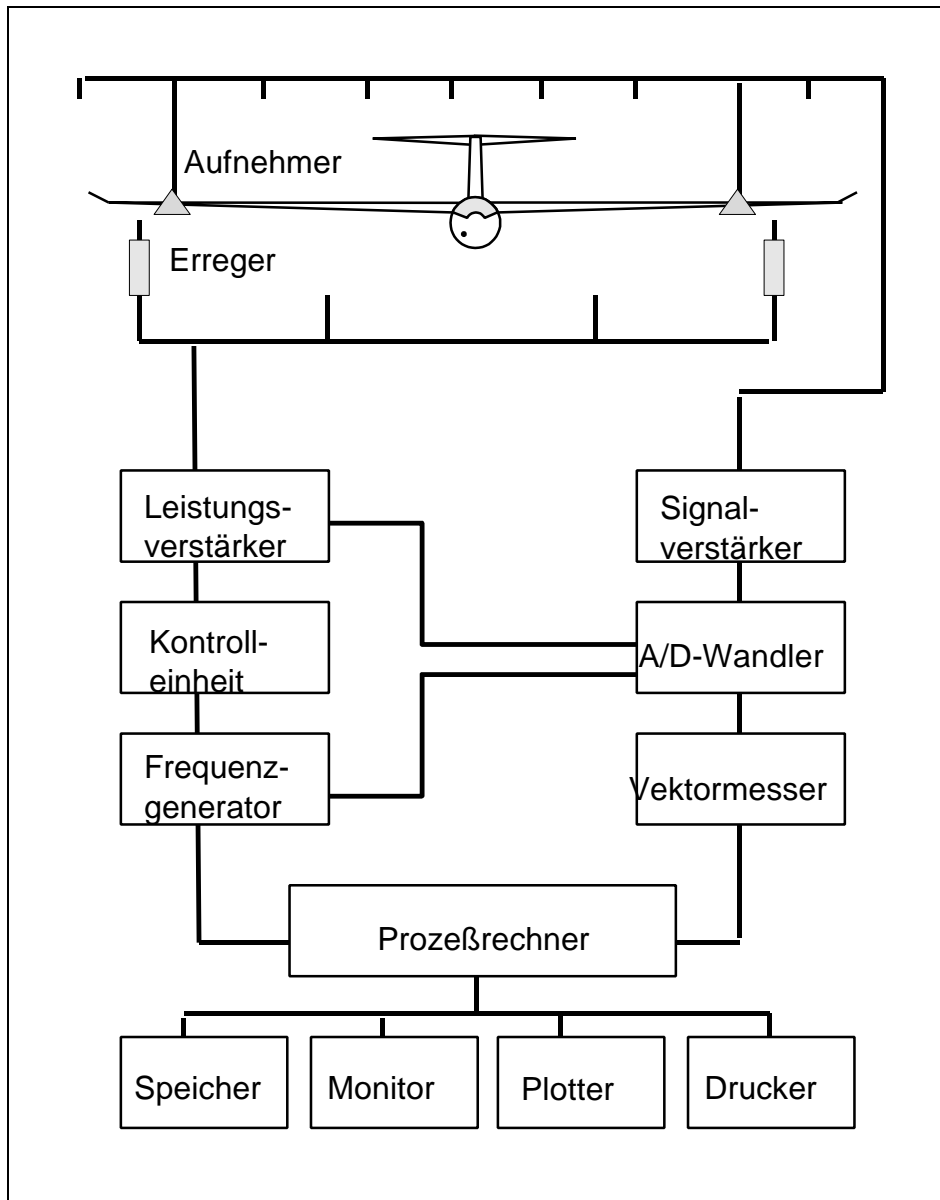 Aufnehmer
Erreger
Leistungs-
verstärker
Signal-
verstärker
Kontroll-
einheit
A/D-Wandler
Frequenz-
generator
Vektormesser
Prozeßrechner
Speicher
Monitor
Plotter
Drucker